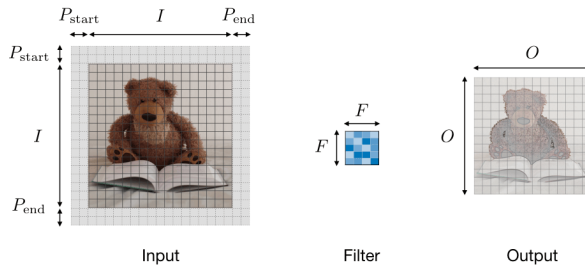 P_start I P_end
P_start
I
P_end
F
F
O
O
Input Filter Output